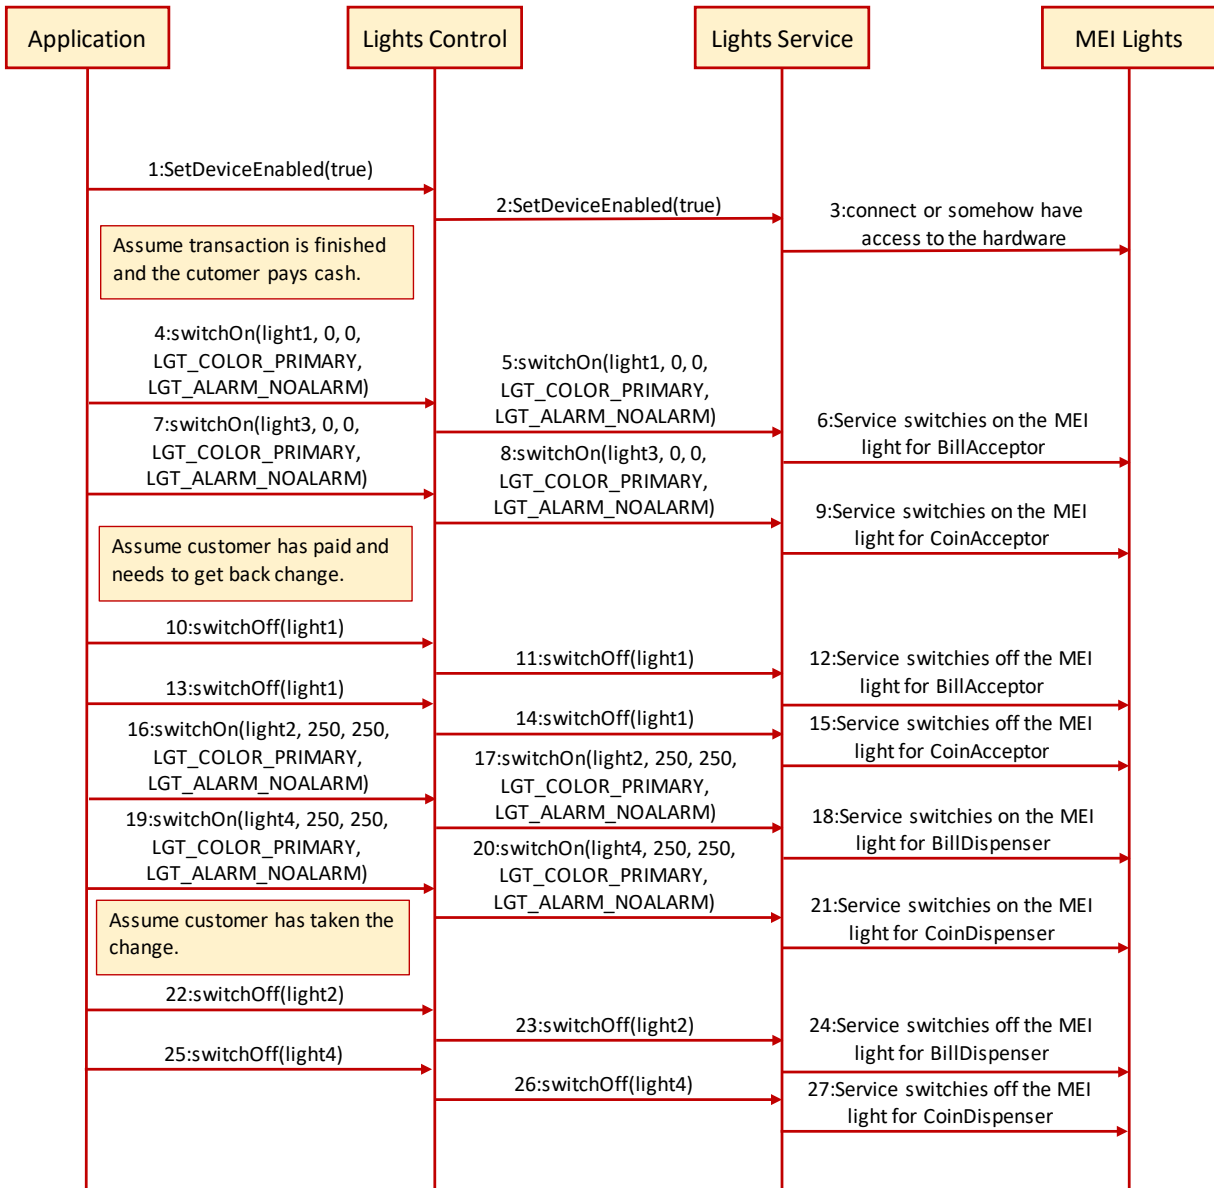 Application
Lights Control
Lights Service
MEI Lights
1:SetDeviceEnabled(true)
2:SetDeviceEnabled(true)
3:connect or somehow have
access to the hardware
Assume transaction is finished
and the cutomer pays cash.
4:switchOn(light1, 0, 0,
LGT_COLOR_PRIMARY,
LGT_ALARM_NOALARM)
5:switchOn(light1, 0, 0,
LGT_COLOR_PRIMARY,
LGT_ALARM_NOALARM)
6:Service switchies on the MEI
light for BillAcceptor
7:switchOn(light3, 0, 0,
LGT_COLOR_PRIMARY,
LGT_ALARM_NOALARM)
8:switchOn(light3, 0, 0,
LGT_COLOR_PRIMARY,
LGT_ALARM_NOALARM)
9:Service switchies on the MEI
light for CoinAcceptor
Assume customer has paid and
needs to get back change.
10:switchOff(light1)
11:switchOff(light1)
12:Service switchies off the MEI
light for BillAcceptor
13:switchOff(light1)
14:switchOff(light1)
15:Service switchies off the MEI
light for CoinAcceptor
16:switchOn(light2, 250, 250,
LGT_COLOR_PRIMARY,
LGT_ALARM_NOALARM)
17:switchOn(light2, 250, 250,
LGT_COLOR_PRIMARY,
LGT_ALARM_NOALARM)
18:Service switchies on the MEI
light for BillDispenser
19:switchOn(light4, 250, 250,
LGT_COLOR_PRIMARY,
LGT_ALARM_NOALARM)
20:switchOn(light4, 250, 250,
LGT_COLOR_PRIMARY,
LGT_ALARM_NOALARM)
21:Service switchies on the MEI
light for CoinDispenser
Assume customer has taken the
change.
22:switchOff(light2)
23:switchOff(light2)
24:Service switchies off the MEI
light for BillDispenser
25:switchOff(light4)
26:switchOff(light4)
27:Service switchies off the MEI
light for CoinDispenser